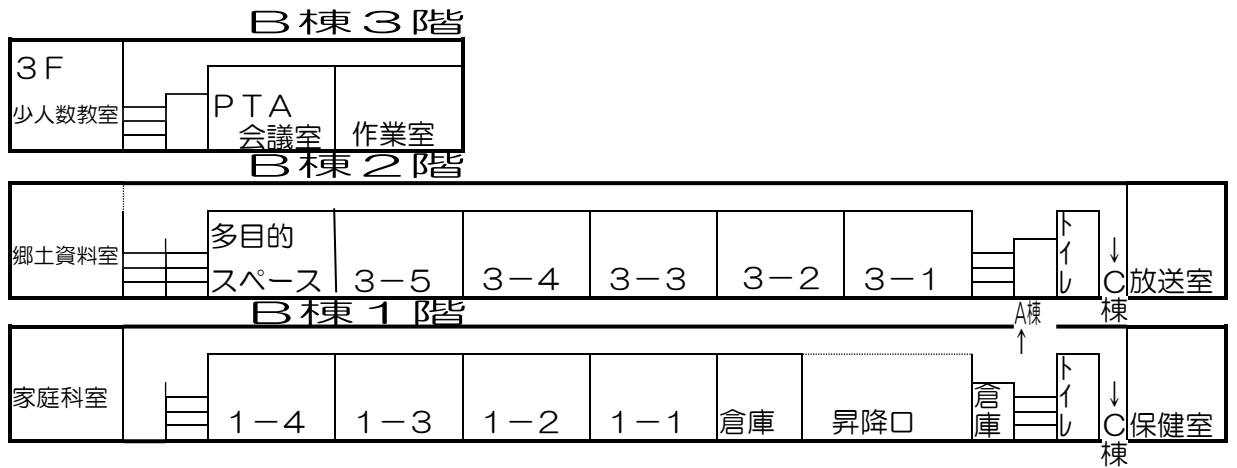 B棟3階
3F
少人数教室
PTA
会議室
作業室
B棟2階
郷土資料室
多目的
スペース
3-5
3-4
3-3
3-2
3-1
トイレ
↓
C棟
放送室
B棟1階
A棟
↑
家庭科室
1-4
1-3
1-2
1-1
倉庫
昇降口
倉庫
トイレ
↓
C棟
保健室